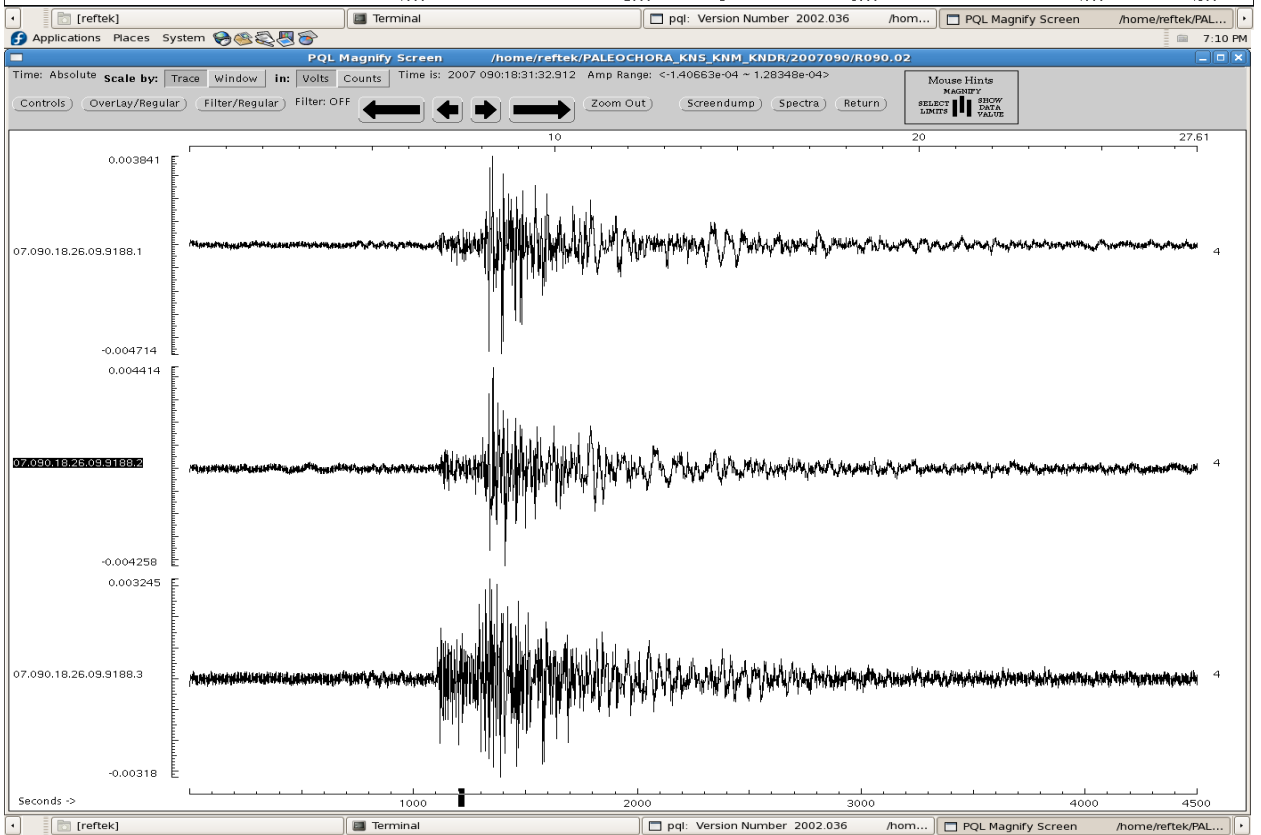 [reftek] Terminal pql: Version Number 2002.036 /hom... PQL Magnify Screen /home/reftek/PAL...
Applications Places System 7:10 PM
PQL Magnify Screen /home/reftek/PALEOCHORA_KNS_KNM_KNDR/2007090/R090.02
Time: Absolute Scale by: Trace Window in: Volts Counts Time is: 2007 090:18:31:32.912 Amp Range: <-1.40663e-04 ~ 1.28348e-04>
Controls OverLay/Regular Filter/Regular Filter: OFF Zoom Out Screendump Spectra Return
Mouse Hints
MAGNIFY
SELECT LIMITS
SHOW DATA VALUE
10 20 27.61
0.003841
07.090.18.26.09.9188.1 4
-0.004714
0.004414
07.090.18.26.09.9188.2 4
-0.004258
0.003245
07.090.18.26.09.9188.3 4
-0.00318
Seconds -> 1000 2000 3000 4000 4500
[reftek] Terminal pql: Version Number 2002.036 /hom... PQL Magnify Screen /home/reftek/PAL...